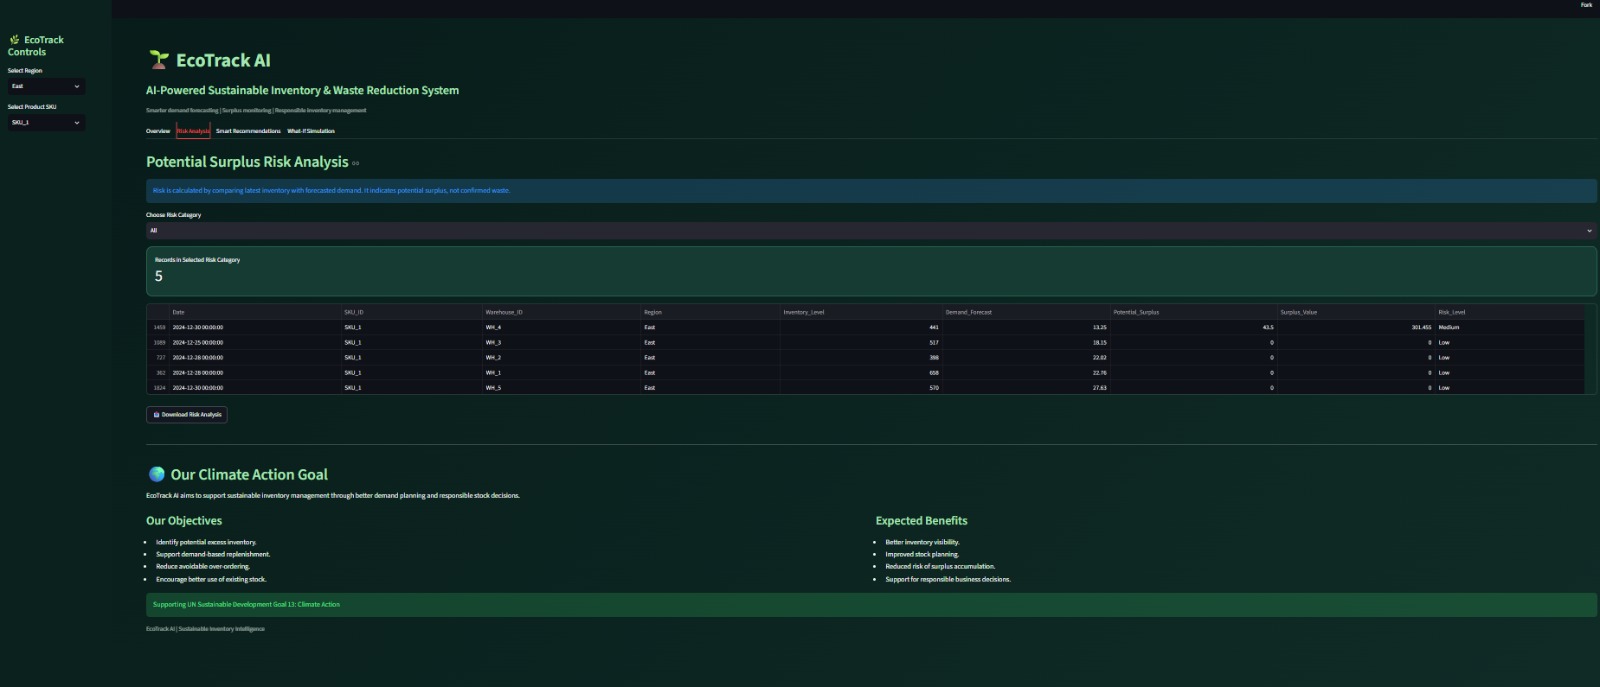 Fork
EcoTrack
Controls
Select Region
East
Select Product SKU
SKU_1
EcoTrack AI
AI-Powered Sustainable Inventory & Waste Reduction System
Smarter demand forecasting | Surplus monitoring | Responsible inventory management
Overview Risk Analysis Smart Recommendations What-If Simulation
Potential Surplus Risk Analysis
Risk is calculated by comparing latest inventory with forecasted demand. It indicates potential surplus, not confirmed waste.
Choose Risk Category
All
Records in Selected Risk Category
5
Date SKU_ID Warehouse_ID Region Inventory_Level Demand_Forecast Potential_Surplus Surplus_Value Risk_Level
1459 2024-12-30 00:00:00 SKU_1 WH_4 East 441 13.25 43.5 301.455 Medium
1089 2024-12-25 00:00:00 SKU_1 WH_3 East 517 18.15 0 0 Low
727 2024-12-28 00:00:00 SKU_1 WH_2 East 398 22.02 0 0 Low
362 2024-12-28 00:00:00 SKU_1 WH_1 East 658 22.76 0 0 Low
1824 2024-12-30 00:00:00 SKU_1 WH_5 East 570 27.63 0 0 Low
Download Risk Analysis
Our Climate Action Goal
EcoTrack AI aims to support sustainable inventory management through better demand planning and responsible stock decisions.
Our Objectives
• Identify potential excess inventory.
• Support demand-based replenishment.
• Reduce avoidable over-ordering.
• Encourage better use of existing stock.
Expected Benefits
• Better inventory visibility.
• Improved stock planning.
• Reduced risk of surplus accumulation.
• Support for responsible business decisions.
Supporting UN Sustainable Development Goal 13: Climate Action
EcoTrack AI | Sustainable Inventory Intelligence